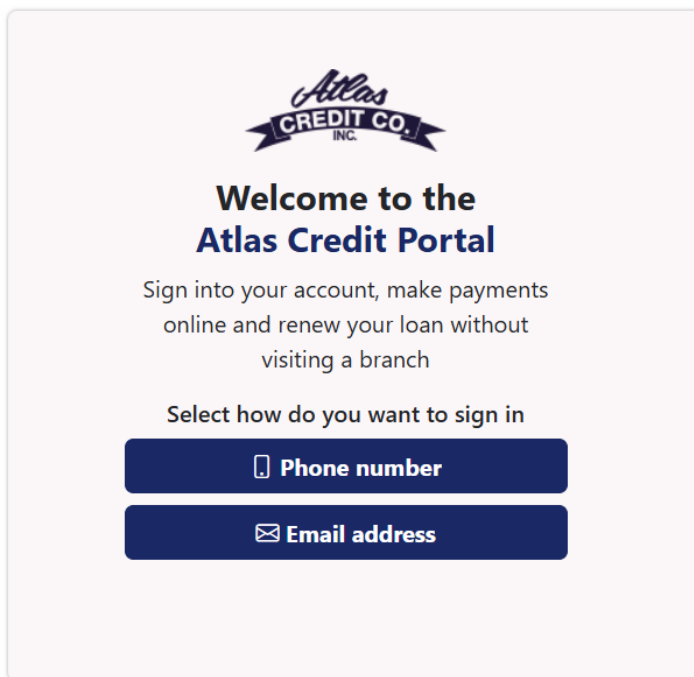 Atlas
CREDIT CO.
INC.
Welcome to the
Atlas Credit Portal
Sign into your account, make payments
online and renew your loan without
visiting a branch
Select how do you want to sign in
Phone number
Email address